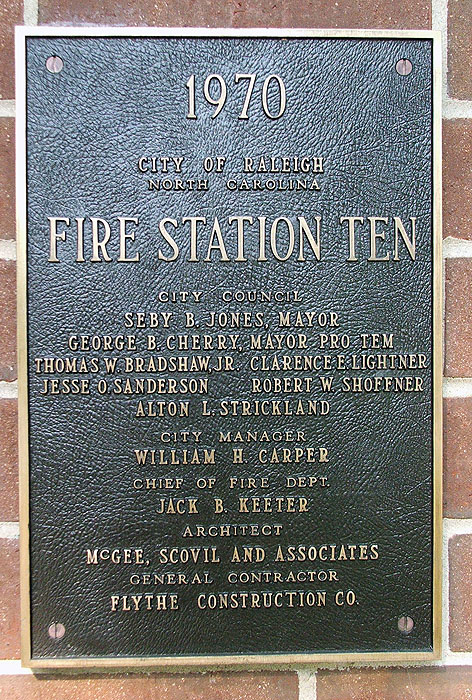 1970
CITY OF RALEIGH
NORTH CAROLINA
FIRE STATION TEN
CITY COUNCIL
SEBY B. JONES, MAYOR
GEORGE B. CHERRY, MAYOR PRO TEM
THOMAS W. BRADSHAW, JR. CLARENCE E. LIGHTNER
JESSE O. SANDERSON ROBERT W. SHOFFNER
ALTON L. STRICKLAND
CITY MANAGER
WILLIAM H. CARPER
CHIEF OF FIRE DEPT.
JACK B. KEETER
ARCHITECT
McGEE, SCOVIL AND ASSOCIATES
GENERAL CONTRACTOR
FLYTHE CONSTRUCTION CO.